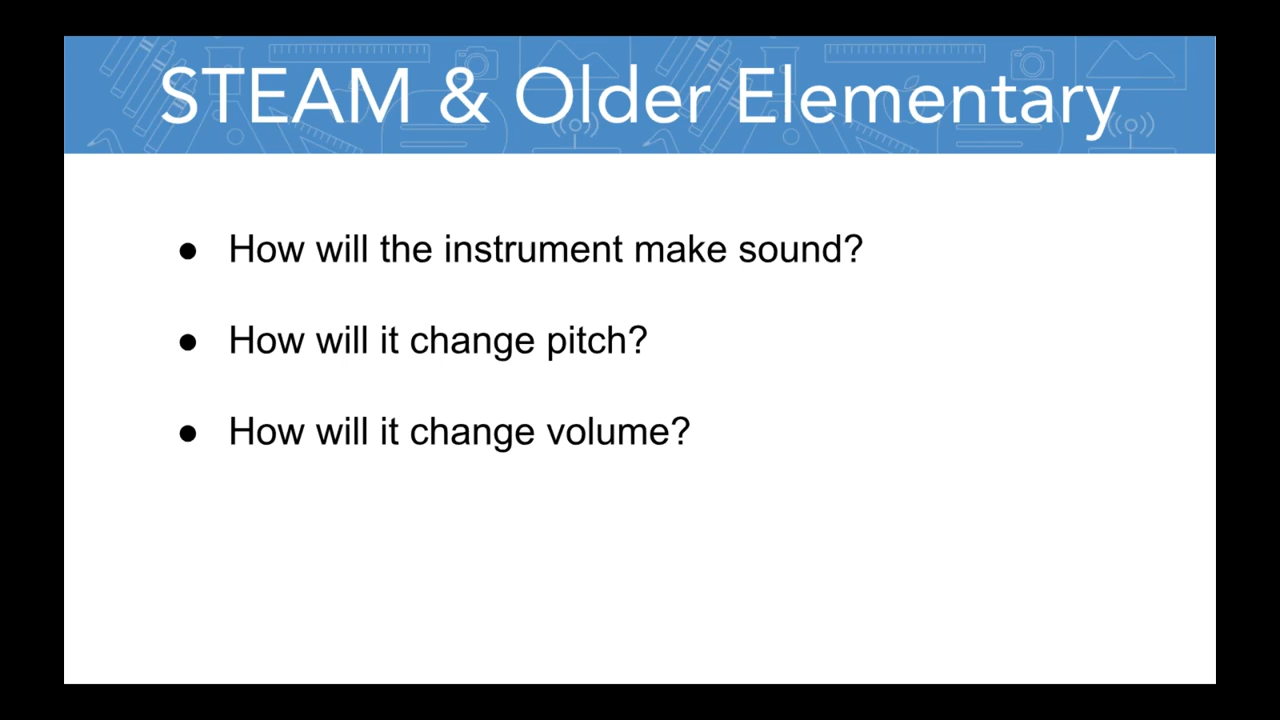 STEAM & Older Elementary
● How will the instrument make sound?
● How will it change pitch?
● How will it change volume?